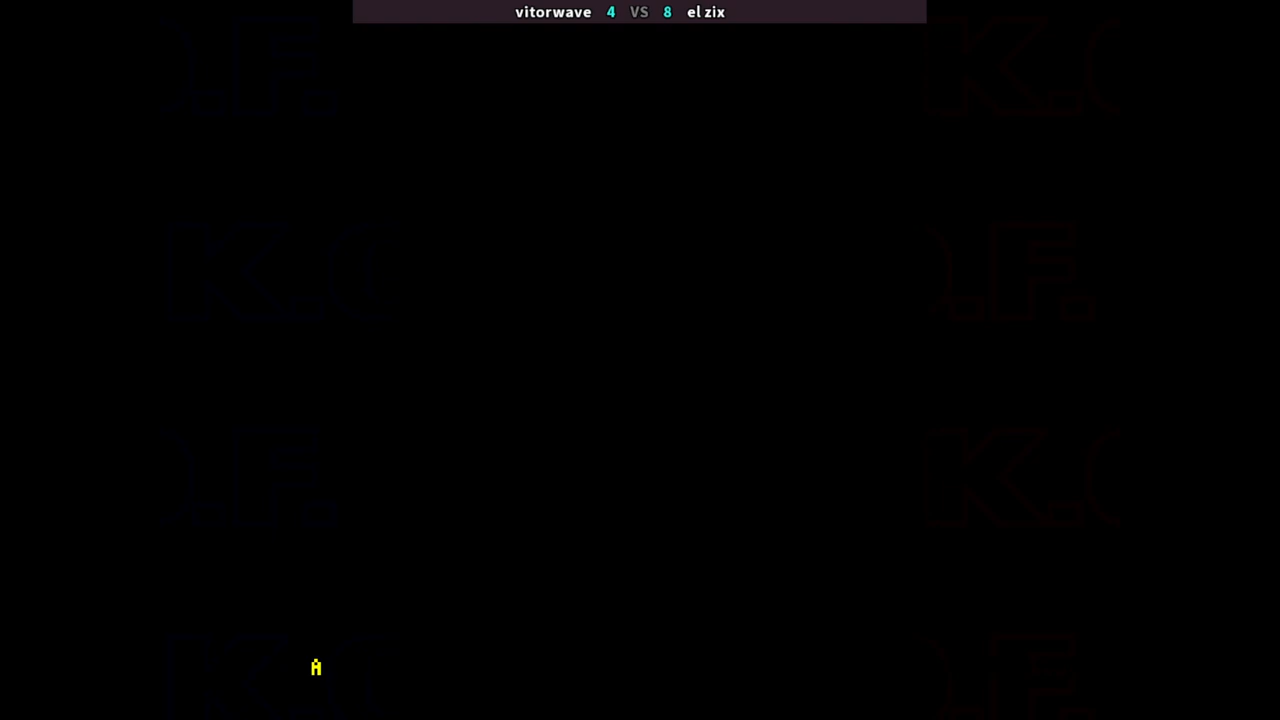 vitorwave 4 VS 8 el zix
).F. K.(
K.( ).F.
).F. K.(
A
K.( ).F.